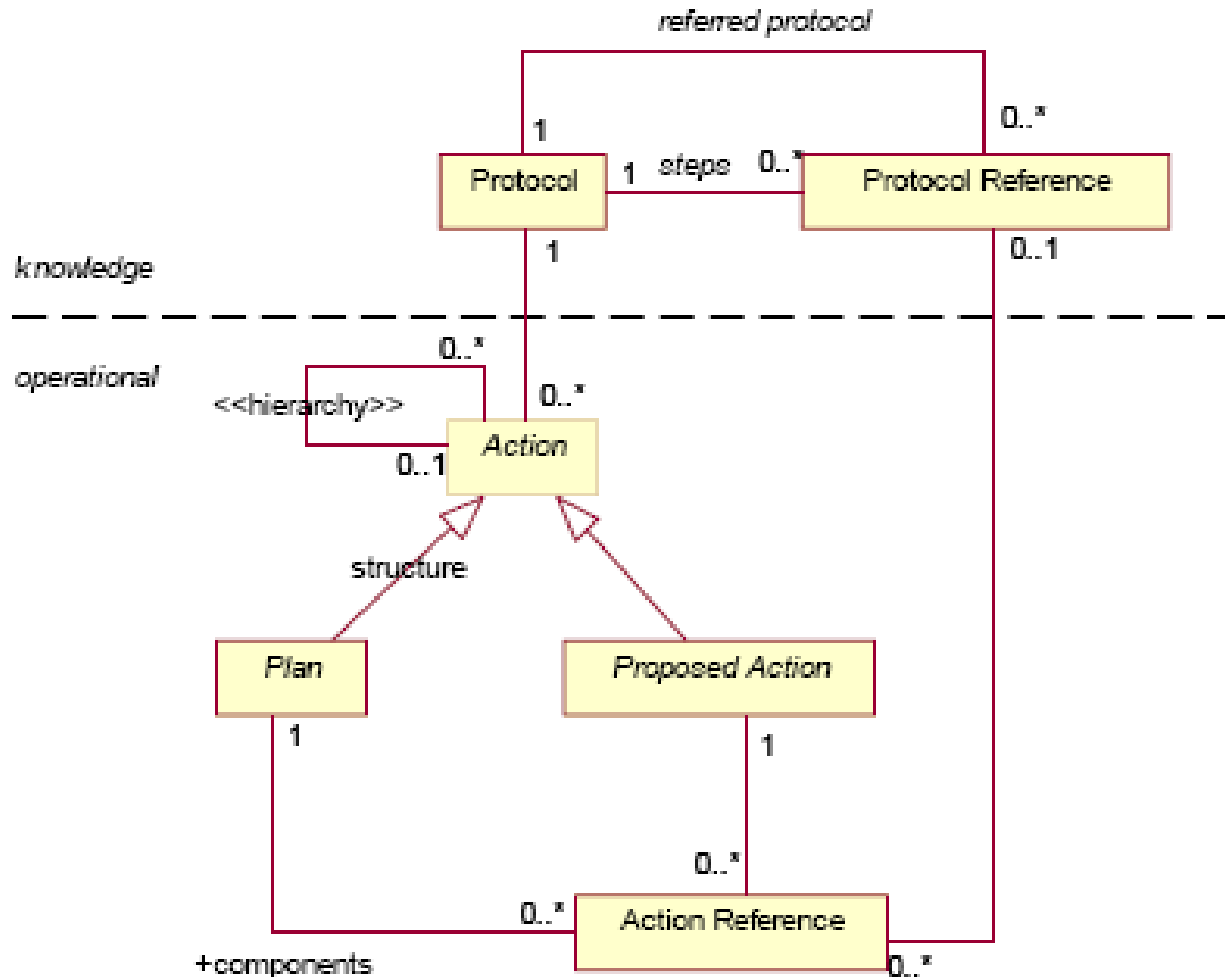 referred protocol
1
0..*
Protocol
1
steps
0..*
Protocol Reference
1
0..1
knowledge
operational
0..*
<<hierarchy>>
0..*
0..1
Action
structure
Plan
Proposed Action
1
1
0..*
0..*
Action Reference
+components
0..*